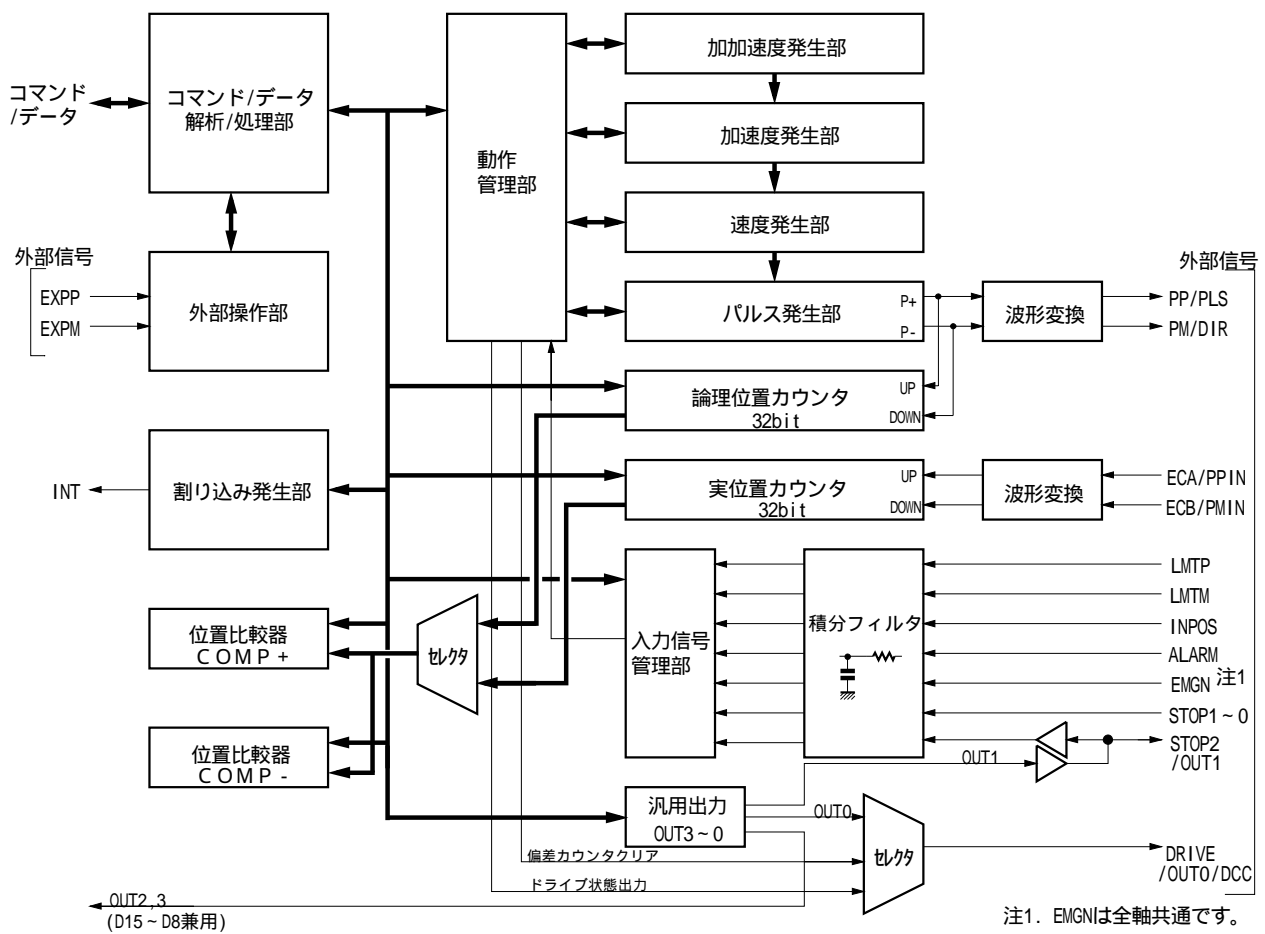 コマンド
/データ
コマンド/データ
解析/処理部
動作
管理部
加加速度発生部
加速度発生部
速度発生部
パルス発生部
P+
P-
波形変換
外部信号
PP/PLS
PM/DIR
外部信号
EXPP
EXPM
外部操作部
論理位置カウンタ
32bit
UP
DOWN
実位置カウンタ
32bit
UP
DOWN
波形変換
ECA/PPIN
ECB/PMIN
INT
割り込み発生部
位置比較器
COMP+
位置比較器
COMP-
セレクタ
入力信号
管理部
積分フィルタ
LMTP
LMTM
INPOS
ALARM
EMGN 注1
STOP1~0
STOP2
/OUT1
OUT1
汎用出力
OUT3~0
OUT0
セレクタ
偏差カウンタクリア
ドライブ状態出力
DRIVE
/OUT0/DCC
OUT2,3
(D15~D8兼用)
注1. EMGNは全軸共通です。